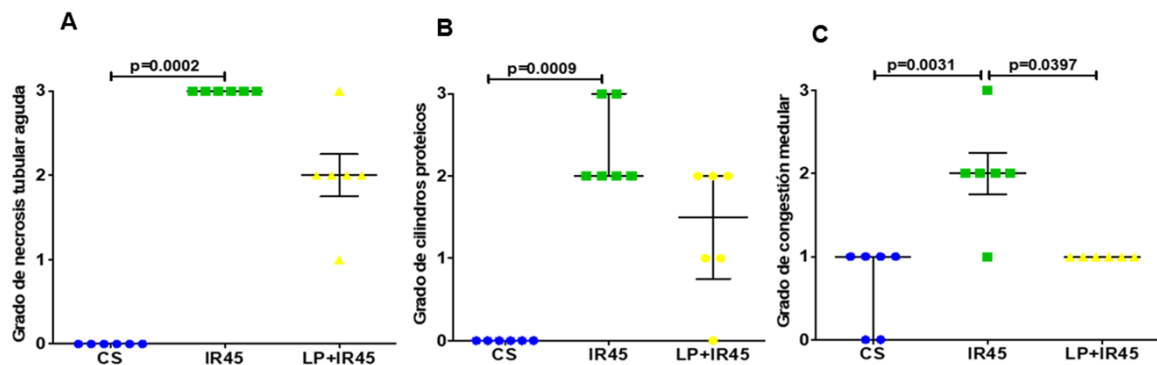 A
p=0.0002
Grado de necrosis tubular aguda
3
2
1
0
CS IR45 LP+IR45
B
p=0.0009
Grado de cilindros proteicos
3
2
1
0
CS IR45 LP+IR45
C
p=0.0031 p=0.0397
Grado de congestión medular
3
2
1
0
CS IR45 LP+IR45